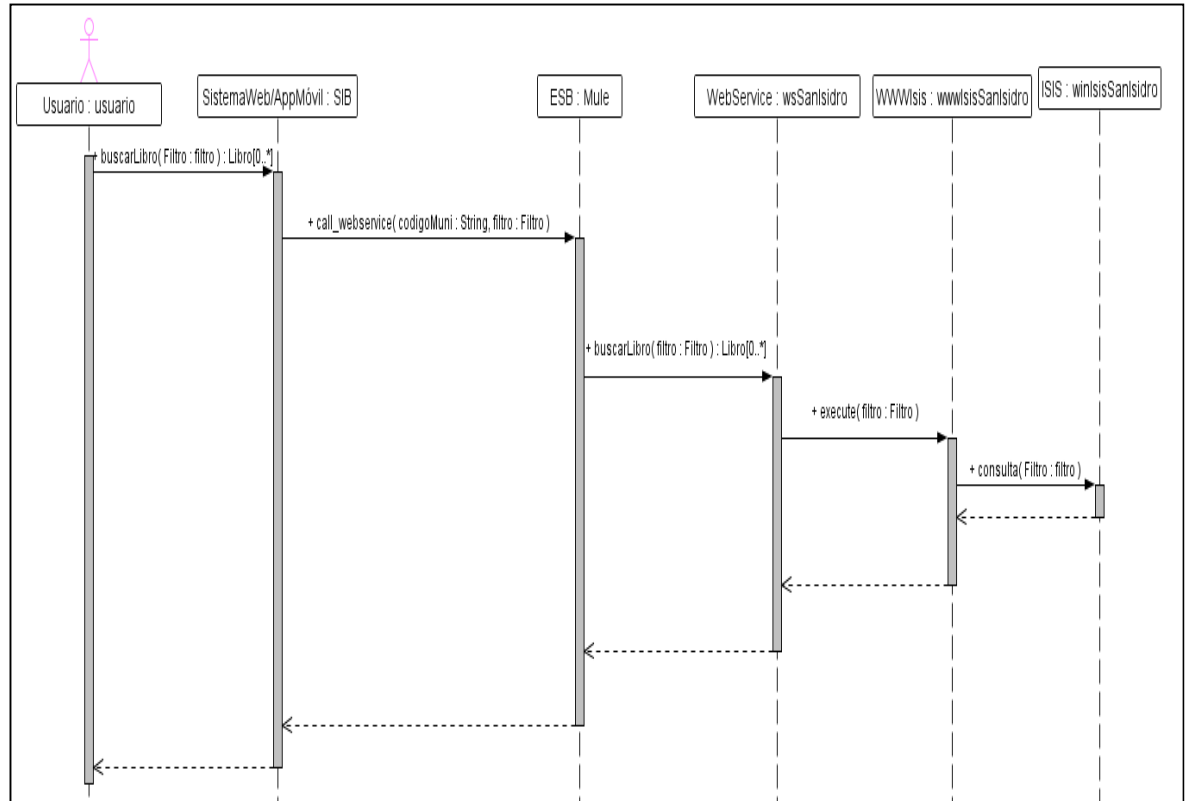 Usuario : usuario
SistemaWeb/AppMóvil : SIB
ESB : Mule
WebService : wsSanIsidro
WWWIsis : wwwIsisSanIsidro
ISIS : winIsisSanIsidro
+ buscarLibro( Filtro : filtro ) : Libro[0..*]
+ call_webservice( codigoMuni : String, filtro : Filtro )
+ buscarLibro( filtro : Filtro ) : Libro[0..*]
+ execute( filtro : Filtro )
+ consulta( Filtro : filtro )